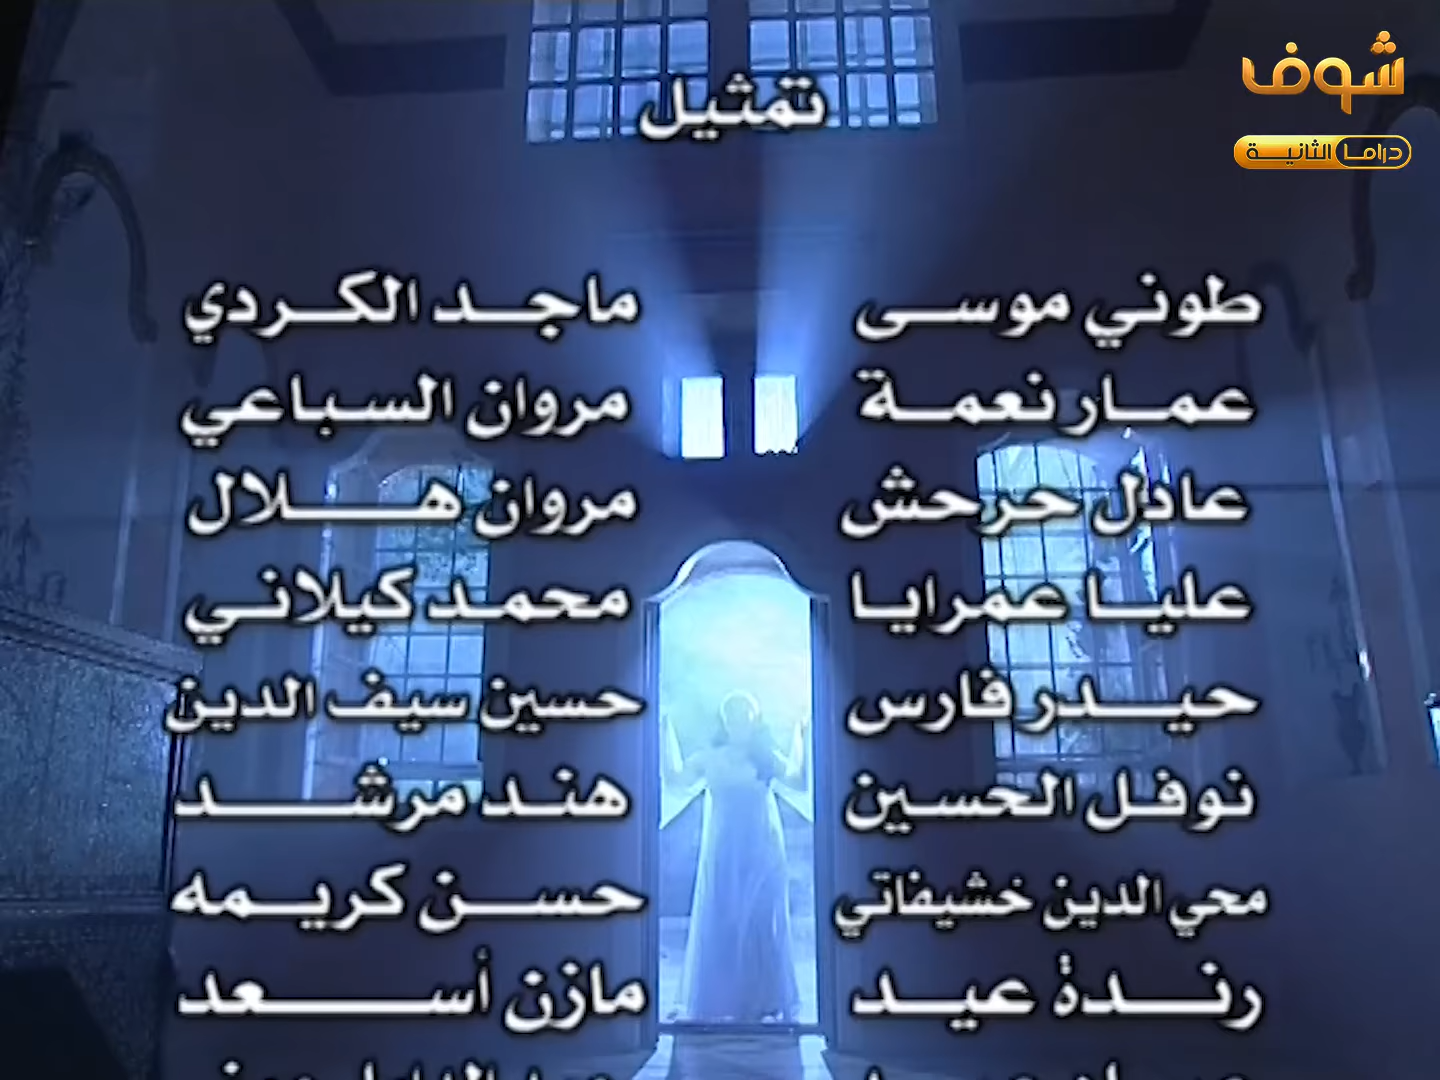 شوف
دراما الثانية
تمثيل
طوني موسى
ماجد الكردي
عمار نعمة
مروان السباعي
عادل حرحش
مروان هلال
عليا عمرايا
محمد كيلاني
حيدر فارس
حسين سيف الدين
نوفل الحسين
هند مرشد
محي الدين خشيفاتي
حسن كريمه
رندة عيد
مازن أسعد